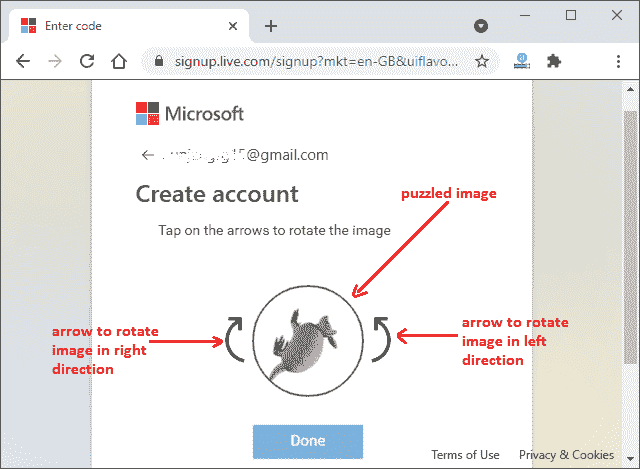 Enter code
signup.live.com/signup?mkt=en-GB&uiflavo...
Microsoft
@gmail.com
Create account
puzzled image
Tap on the arrows to rotate the image
arrow to rotate
image in right
direction
arrow to rotate
image in left
direction
Done
Terms of Use Privacy & Cookies